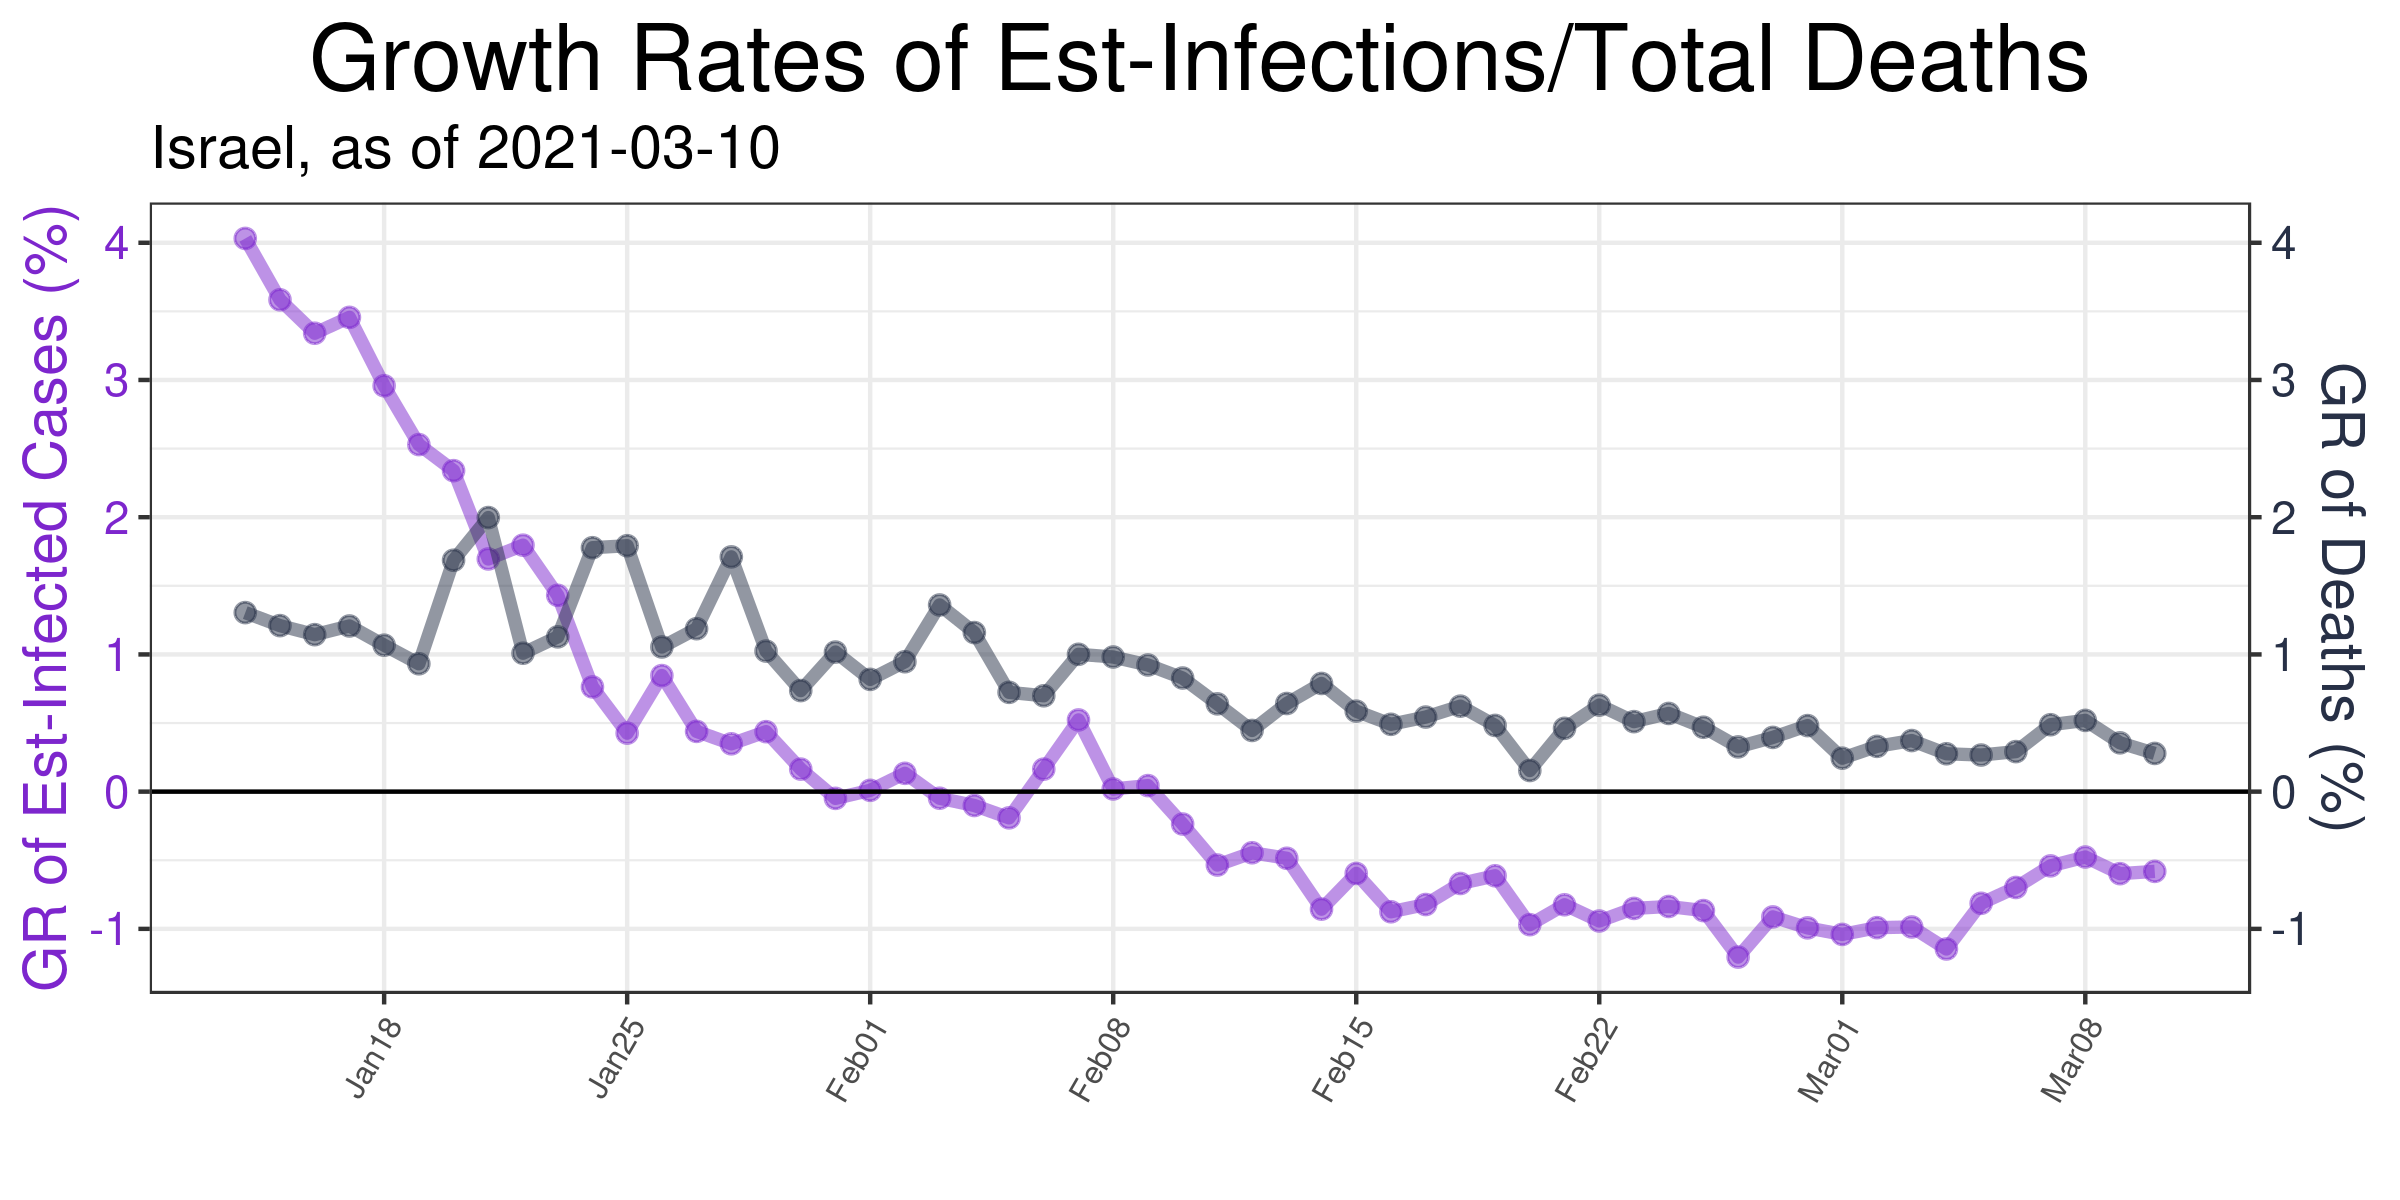 Growth Rates of Est-Infections/Total Deaths
Israel, as of 2021-03-10
GR of Est-Infected Cases (%)
4
3
2
1
0
-1
4
3
2
1
0
-1
GR of Deaths (%)
Jan18
Jan25
Feb01
Feb08
Feb15
Feb22
Mar01
Mar08